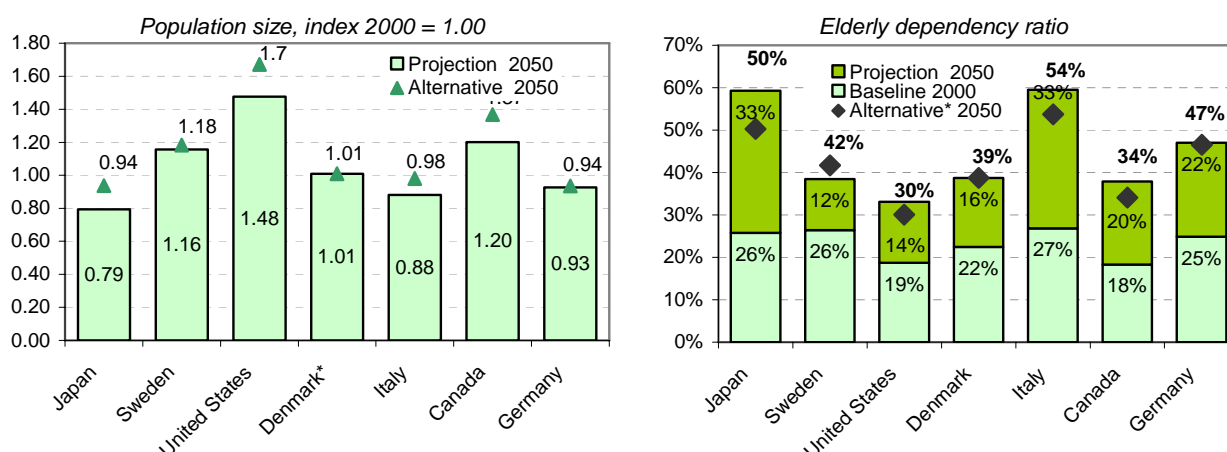 Population size, index 2000 = 1.00
1.80
1.60
1.40
1.20
1.00
0.80
0.60
0.40
0.20
0.00
Projection 2050
Alternative 2050
0.94
1.18
1.7
1.01
0.98
0.94
0.79
1.16
1.48
1.01
0.88
1.20
0.93
Japan
Sweden
United States
Denmark*
Italy
Canada
Germany
Elderly dependency ratio
70%
60%
50%
40%
30%
20%
10%
0%
Projection 2050
Baseline 2000
Alternative* 2050
50%
42%
30%
39%
54%
34%
47%
33%
12%
14%
16%
33%
20%
22%
26%
26%
19%
22%
27%
18%
25%
Japan
Sweden
United States
Denmark
Italy
Canada
Germany